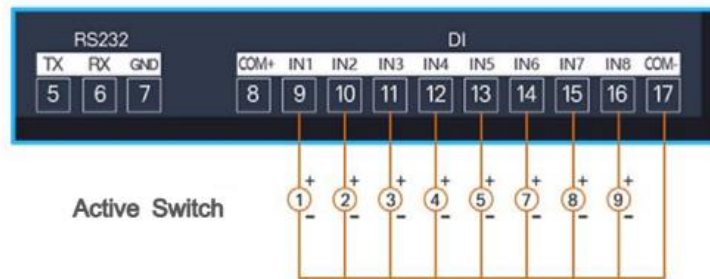 RS232 DI
TX RX GND COM+ IN1 IN2 IN3 IN4 IN5 IN6 IN7 IN8 COM-
5 6 7 8 9 10 11 12 13 14 15 16 17
+ + + + + + + +
1 2 3 4 5 7 8 9
- - - - - - - -
Active Switch